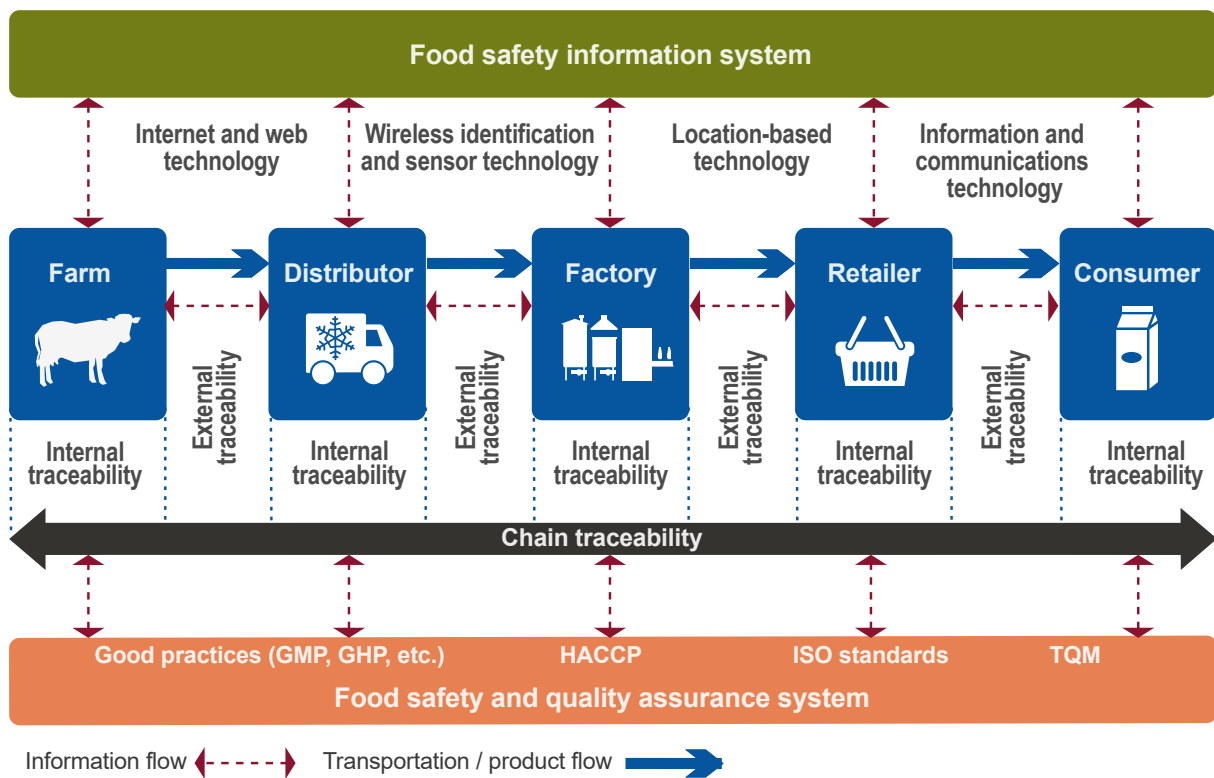 Food safety information system
Internet and web
technology
Wireless identification
and sensor technology
Location-based
technology
Information and
communications
technology
Farm
Distributor
Factory
Retailer
Consumer
External
traceability
External
traceability
External
traceability
External
traceability
Internal
traceability
Internal
traceability
Internal
traceability
Internal
traceability
Internal
traceability
Chain traceability
Good practices (GMP, GHP, etc.)
HACCP
ISO standards
TQM
Food safety and quality assurance system
Information flow
Transportation / product flow